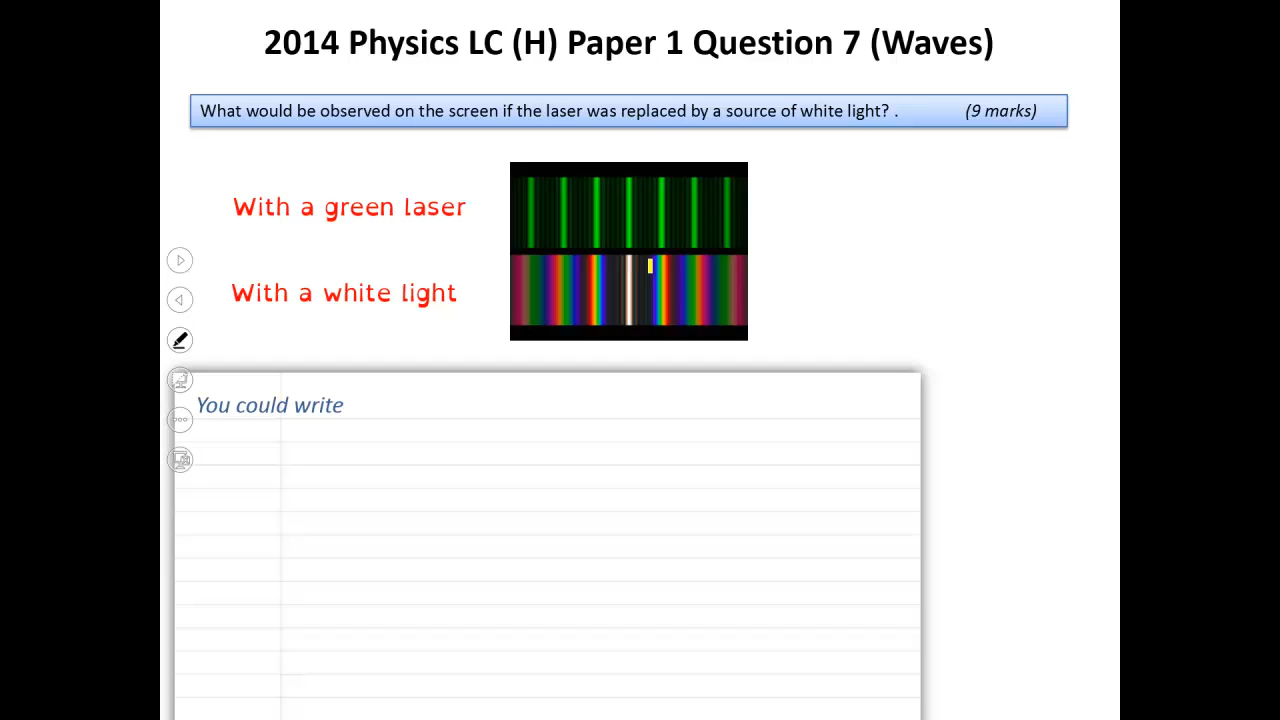 2014 Physics LC (H) Paper 1 Question 7 (Waves)
What would be observed on the screen if the laser was replaced by a source of white light? . (9 marks)
With a green laser
With a white light
You could write